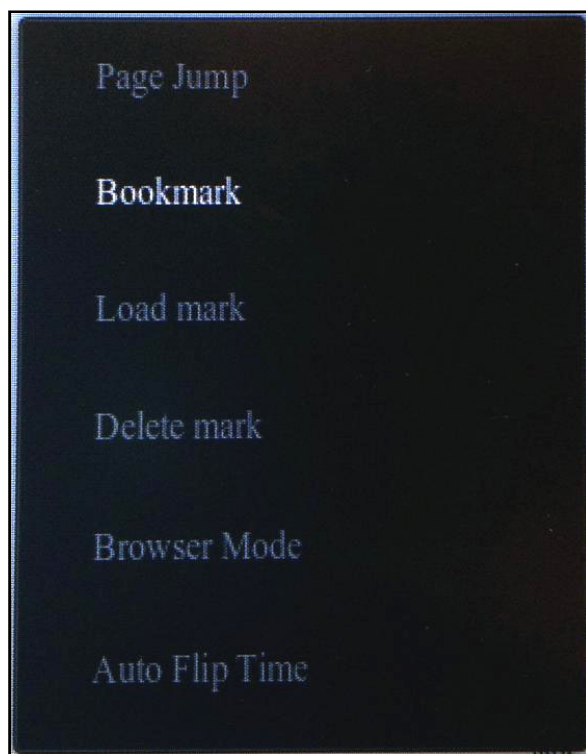 Page Jump
Bookmark
Load mark
Delete mark
Browser Mode
Auto Flip Time